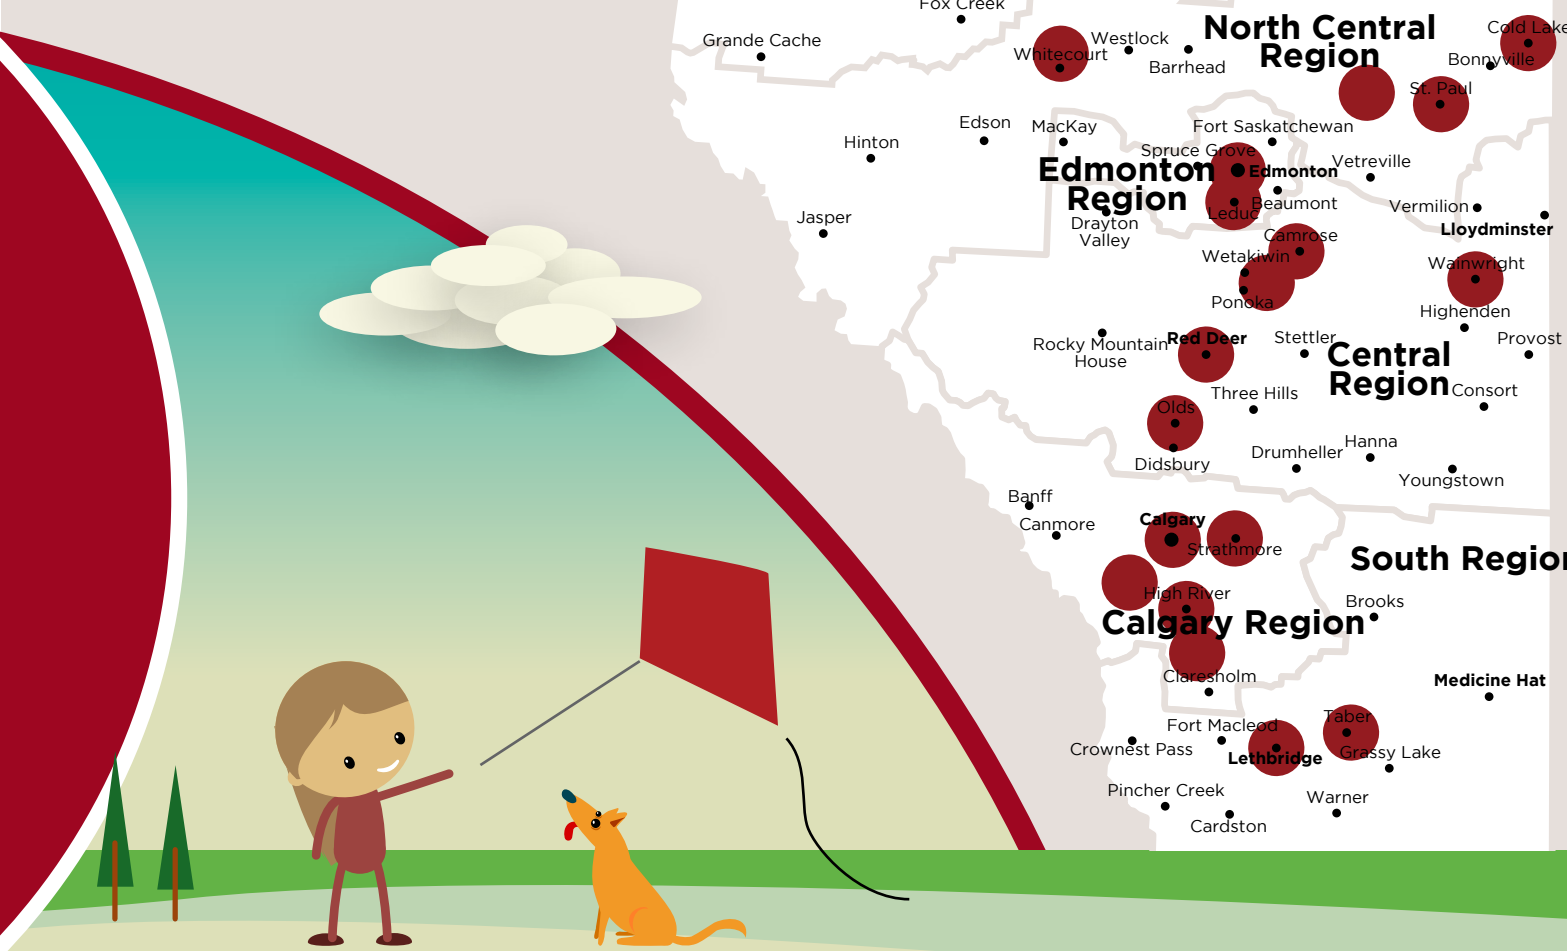 Fox Creek
North Central
Region
Cold Lake
Grande Cache
Westlock
Whitecourt
Barrhead
Bonnyville
St. Paul
Edson
MacKay
Fort Saskatchewan
Hinton
Spruce Grove
Vetreville
Edmonton
Region
Edmonton
Beaumont
Vermilion
Leduc
Jasper
Drayton
Valley
Lloydminster
Camrose
Wetakiwin
Wainwright
Ponoka
Highenden
Red Deer
Stettler
Provost
Rocky Mountain
House
Central
Region
Three Hills
Consort
Olds
Hanna
Drumheller
Didsbury
Youngstown
Banff
Canmore
Calgary
Strathmore
South Region
High River
Brooks
Calgary Region
Claresholm
Medicine Hat
Taber
Fort Macleod
Crownest Pass
Grassy Lake
Lethbridge
Pincher Creek
Warner
Cardston